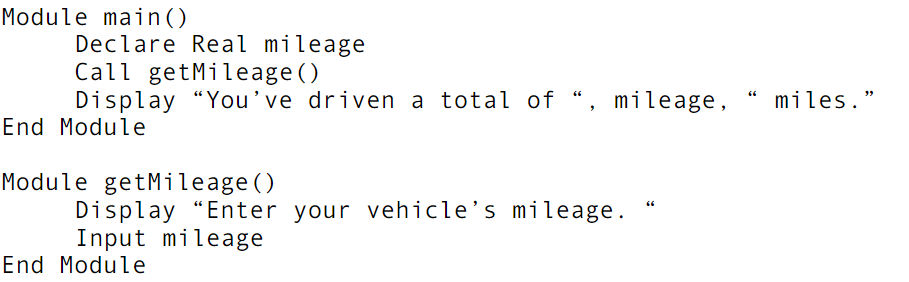 Module main()
Declare Real mileage
Call getMileage()
Display “You’ve driven a total of “, mileage, “ miles.”
End Module
Module getMileage()
Display “Enter your vehicle’s mileage. “
Input mileage
End Module